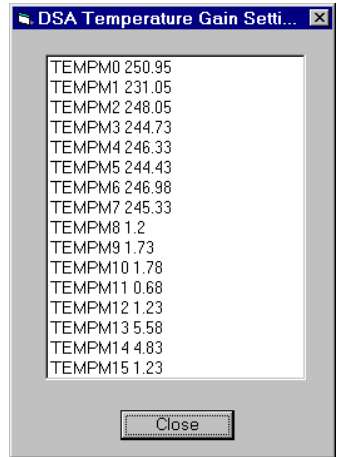 DSA Temperature Gain Setti...
TEMPM0 250.95
TEMPM1 231.05
TEMPM2 248.05
TEMPM3 244.73
TEMPM4 246.33
TEMPM5 244.43
TEMPM6 246.98
TEMPM7 245.33
TEMPM8 1.2
TEMPM9 1.73
TEMPM10 1.78
TEMPM11 0.68
TEMPM12 1.23
TEMPM13 5.58
TEMPM14 4.83
TEMPM15 1.23
Close